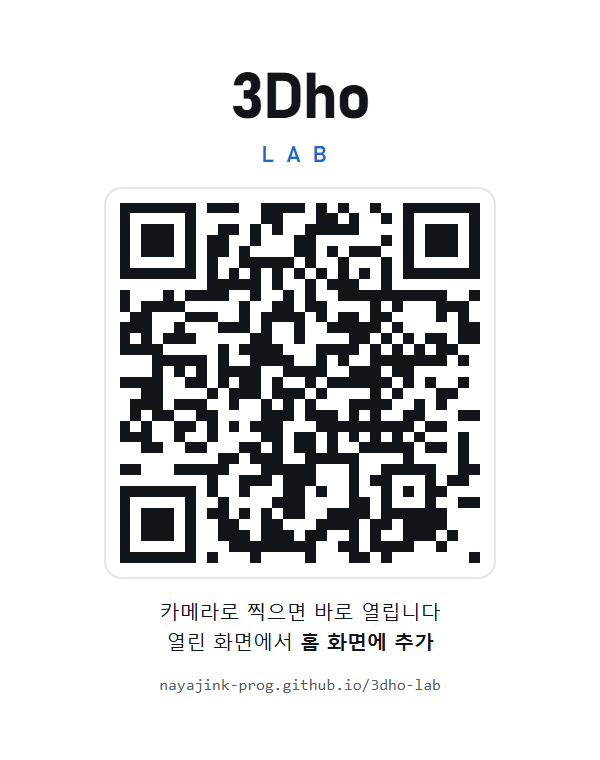 3Dho
LAB
카메라로 찍으면 바로 열립니다
열린 화면에서 홈 화면에 추가
nayajink-prog.github.io/3dho-lab